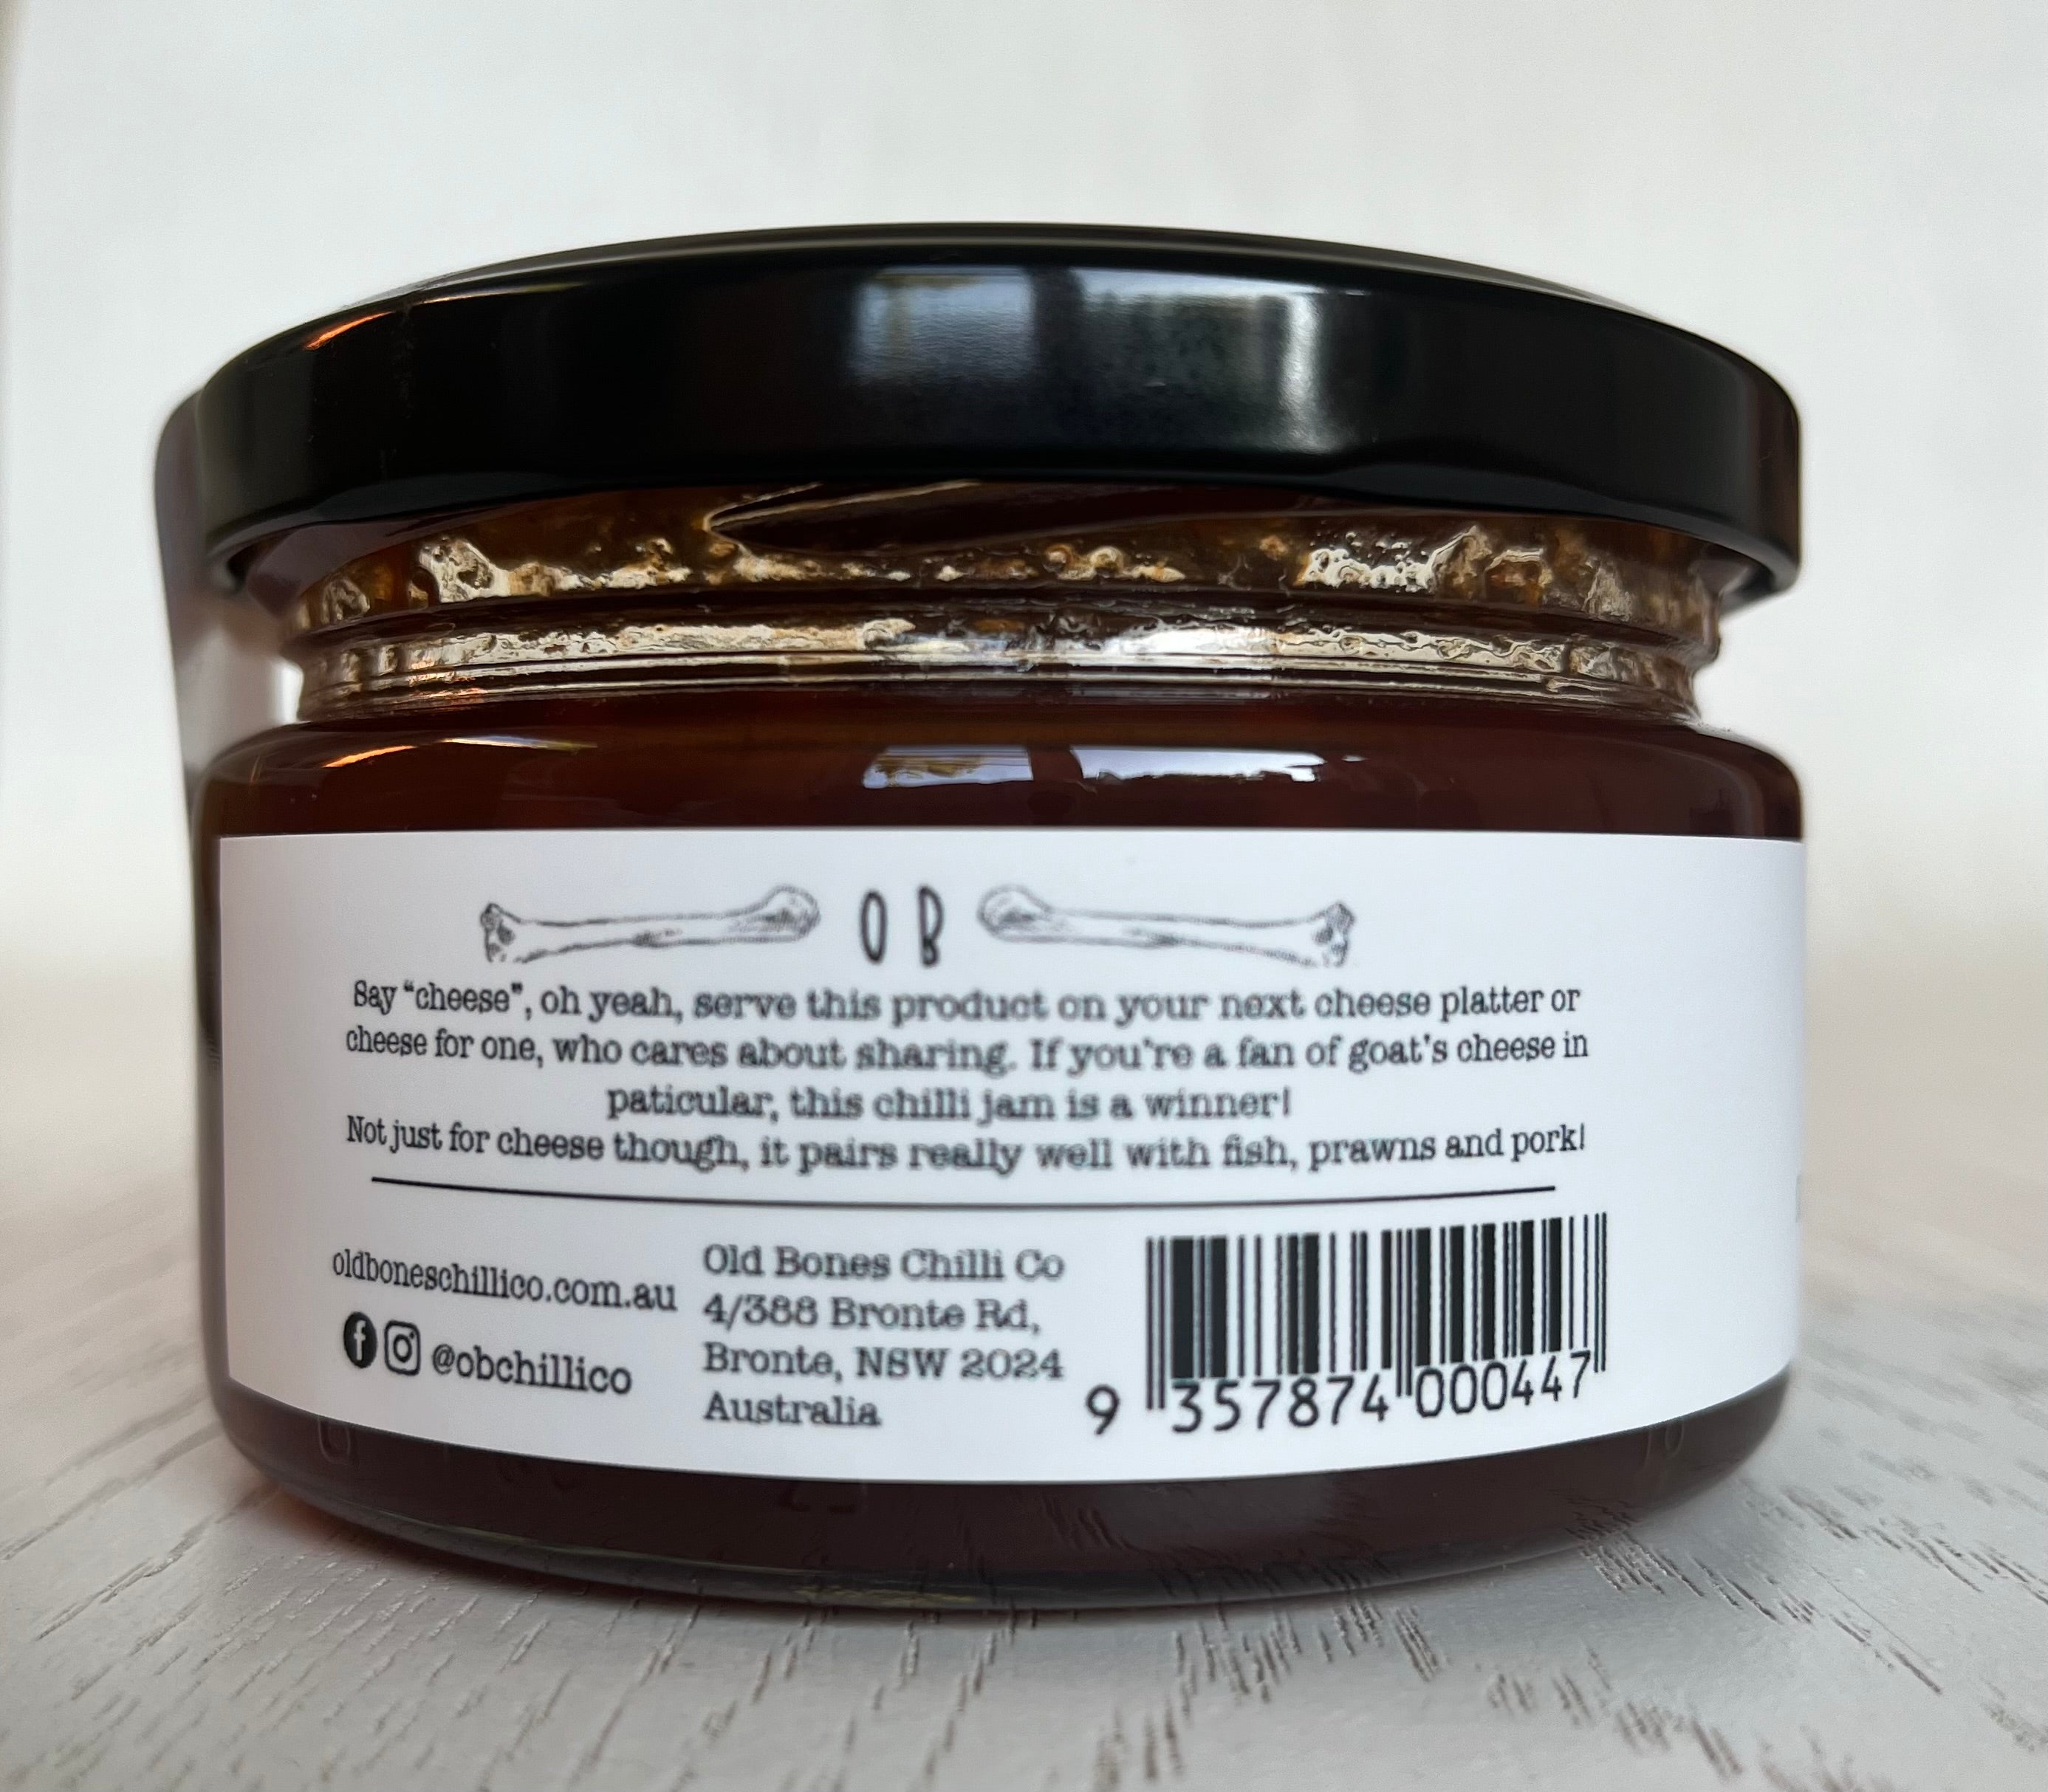 O B
Say “cheese”, oh yeah, serve this product on your next cheese platter or
cheese for one, who cares about sharing. If you're a fan of goat's cheese in
paticular, this chilli jam is a winner!
Not just for cheese though, it pairs really well with fish, prawns and pork!
oldboneschillico.com.au
@obchillico
Old Bones Chilli Co
4/388 Bronte Rd,
Bronte, NSW 2024
Australia
9 357874 000447